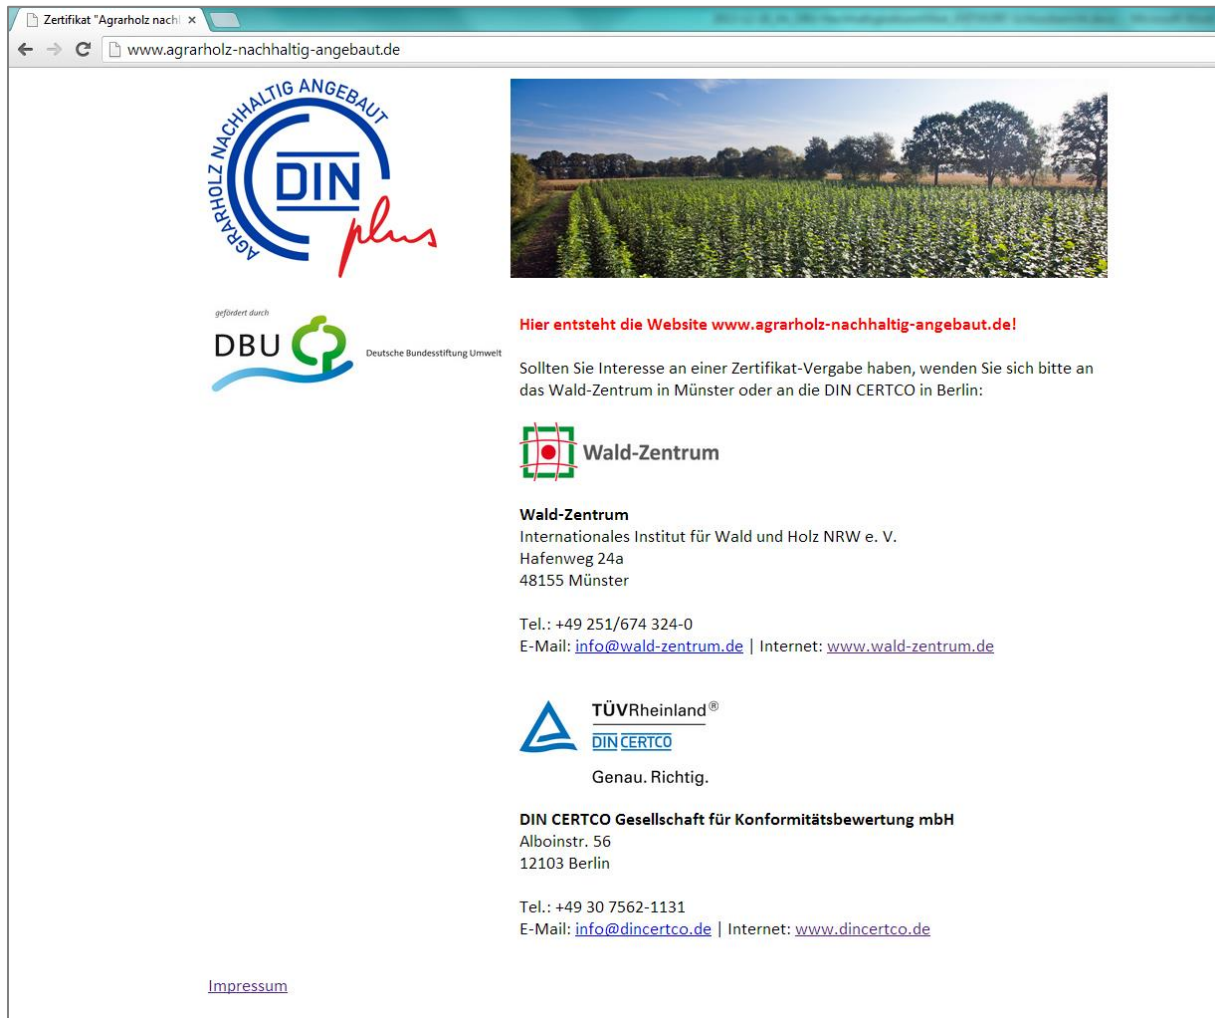 Zertifikat "Agrarholz nachl
www.agrarholz-nachhaltig-angebaut.de
AGRARHOLZ NACHHALTIG ANGEBAUT
DIN
plus
gefördert durch
DBU
Deutsche Bundesstiftung Umwelt
Hier entsteht die Website www.agrarholz-nachhaltig-angebaut.de!
Sollten Sie Interesse an einer Zertifikat-Vergabe haben, wenden Sie sich bitte an
das Wald-Zentrum in Münster oder an die DIN CERTCO in Berlin:
Wald-Zentrum
Wald-Zentrum
Internationales Institut für Wald und Holz NRW e. V.
Hafenweg 24a
48155 Münster
Tel.: +49 251/674 324-0
E-Mail: info@wald-zentrum.de | Internet: www.wald-zentrum.de
TÜVRheinland®
DIN CERTCO
Genau. Richtig.
DIN CERTCO Gesellschaft für Konformitätsbewertung mbH
Alboinstr. 56
12103 Berlin
Tel.: +49 30 7562-1131
E-Mail: info@dincertco.de | Internet: www.dincertco.de
Impressum